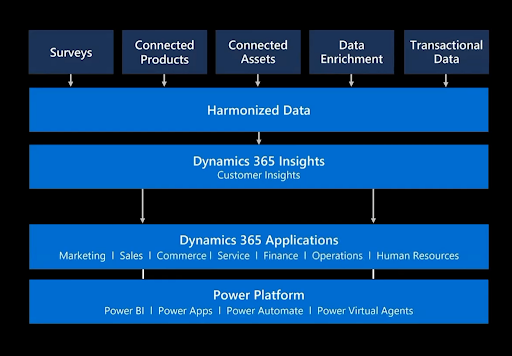 Surveys
Connected
Products
Connected
Assets
Data
Enrichment
Transactional
Data
Harmonized Data
Dynamics 365 Insights
Customer Insights
Dynamics 365 Applications
Marketing | Sales | Commerce | Service | Finance | Operations | Human Resources
Power Platform
Power BI | Power Apps | Power Automate | Power Virtual Agents